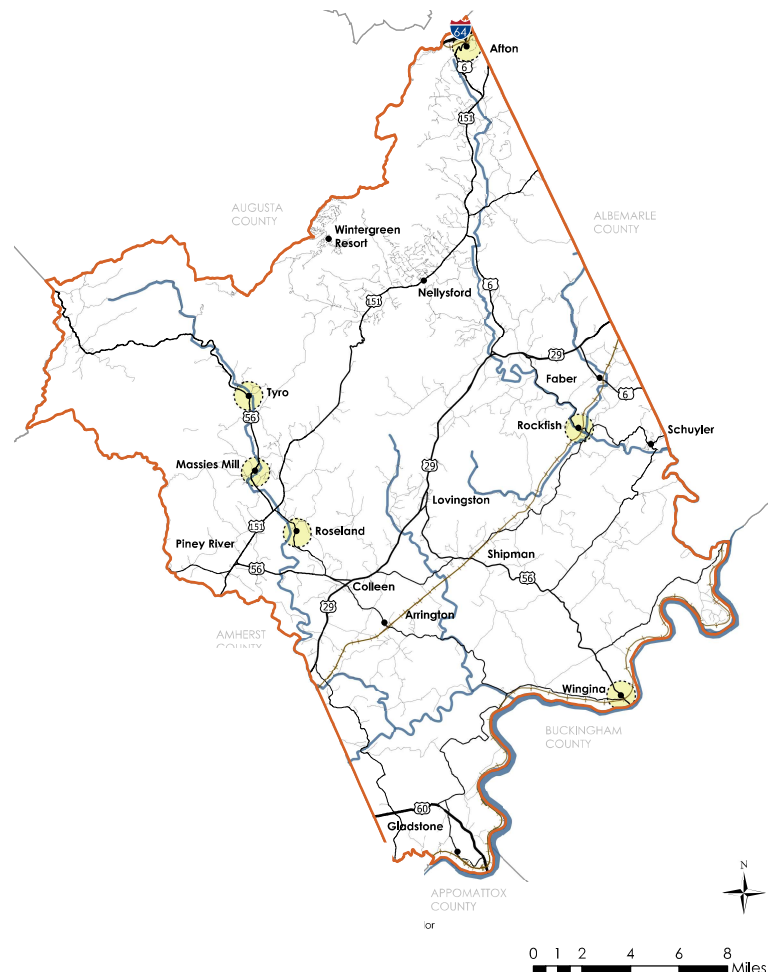 64
Afton
6
151
AUGUSTA
COUNTY
ALBEMARLE
COUNTY
Wintergreen
Resort
Nellysford
6
151
29
Faber
6
Tyro
56
Rockfish
Schuyler
Massies Mill
29
Lovingston
151
Roseland
Piney River
Shipman
56
56
Colleen
29
Arrington
AMHERST
COUNTY
Wingina
BUCKINGHAM
COUNTY
60
Gladstone
N
APPOMATTOX
COUNTY
or
0 1 2 4 6 8
Miles